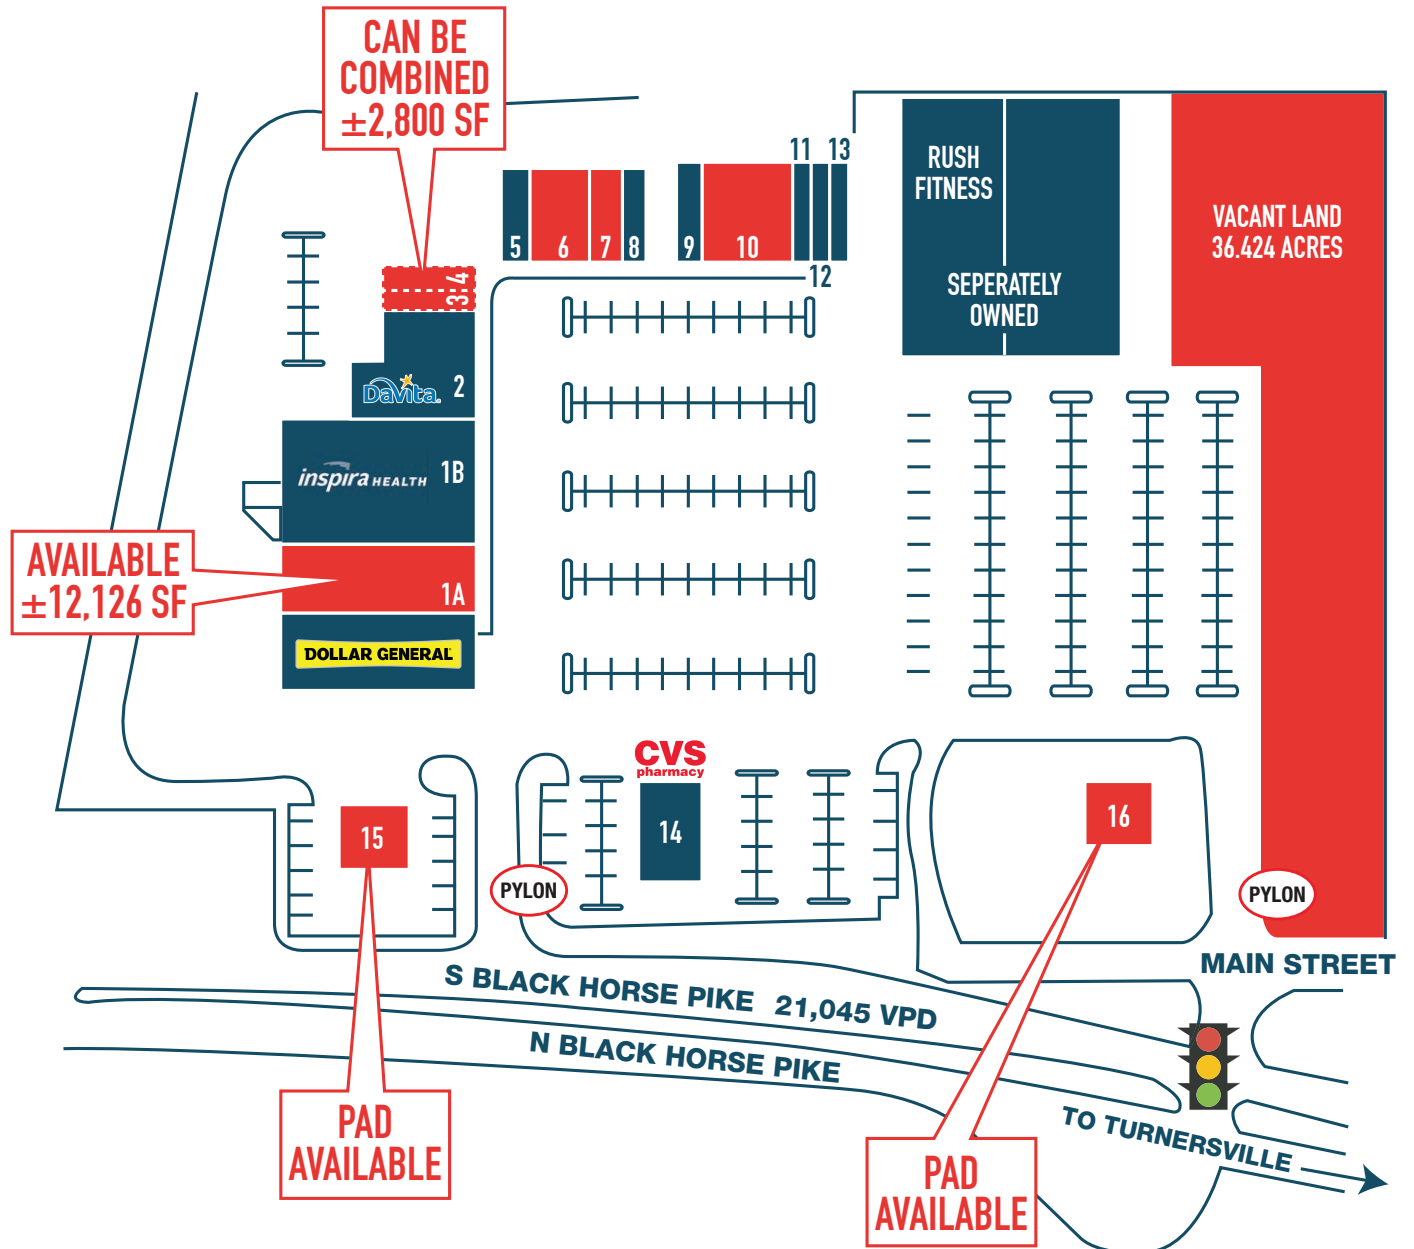 CAN BE
COMBINED
±2,800 SF
11
13
5
6
7
8
9
10
12
RUSH
FITNESS
SEPERATELY
OWNED
VACANT LAND
36.424 ACRES
4
3
DaVita.
2
inspira HEALTH
1B
AVAILABLE
±12,126 SF
1A
DOLLAR GENERAL
CVS
pharmacy
14
15
16
PYLON
PYLON
MAIN STREET
S BLACK HORSE PIKE 21,045 VPD
N BLACK HORSE PIKE
TO TURNERSVILLE
PAD
AVAILABLE
PAD
AVAILABLE